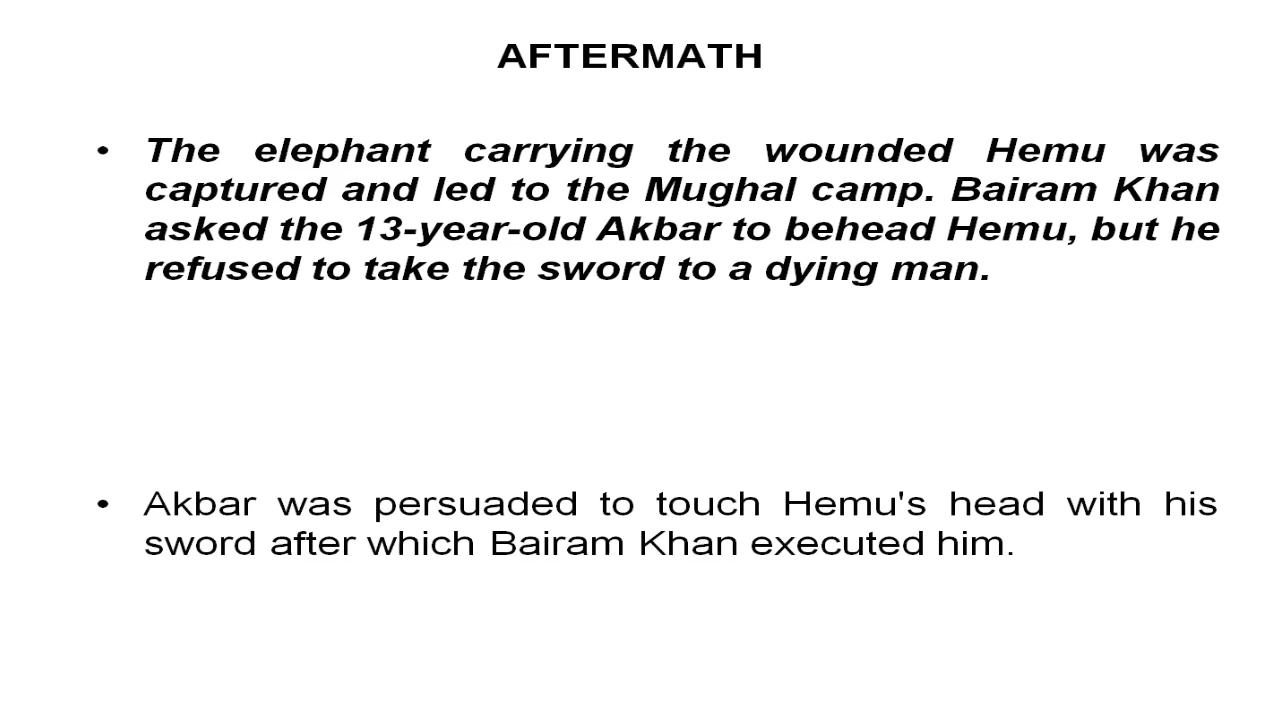 AFTERMATH
• The elephant carrying the wounded Hemu was
captured and led to the Mughal camp. Bairam Khan
asked the 13-year-old Akbar to behead Hemu, but he
refused to take the sword to a dying man.
• Akbar was persuaded to touch Hemu's head with his
sword after which Bairam Khan executed him.